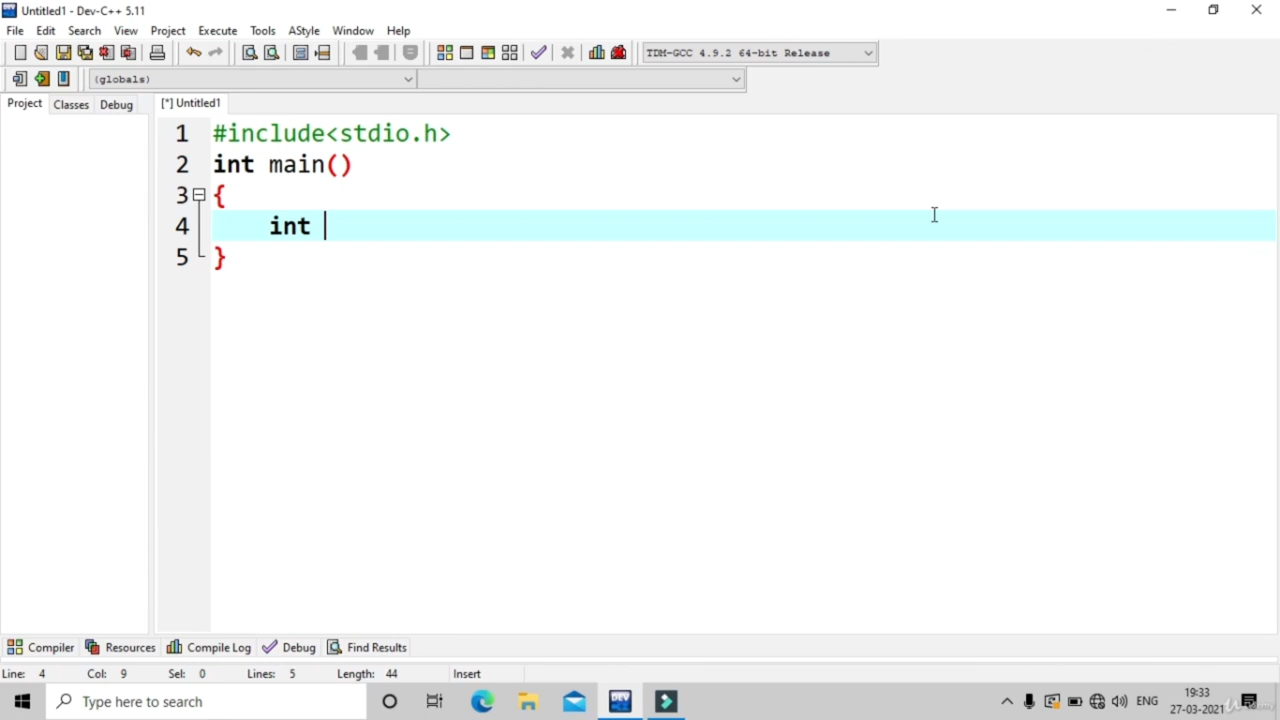 Untitled1 - Dev-C++ 5.11
File Edit Search View Project Execute Tools AStyle Window Help
TDM-GCC 4.9.2 64-bit Release
(globals)
Project Classes Debug [*] Untitled1
1 #include<stdio.h>
2 int main()
3 {
4 int
5 }
Compiler Resources Compile Log Debug Find Results
Line: 4 Col: 9 Sel: 0 Lines: 5 Length: 44 Insert
Type here to search
DEV
ENG
19:33
27-03-2021
Udemy